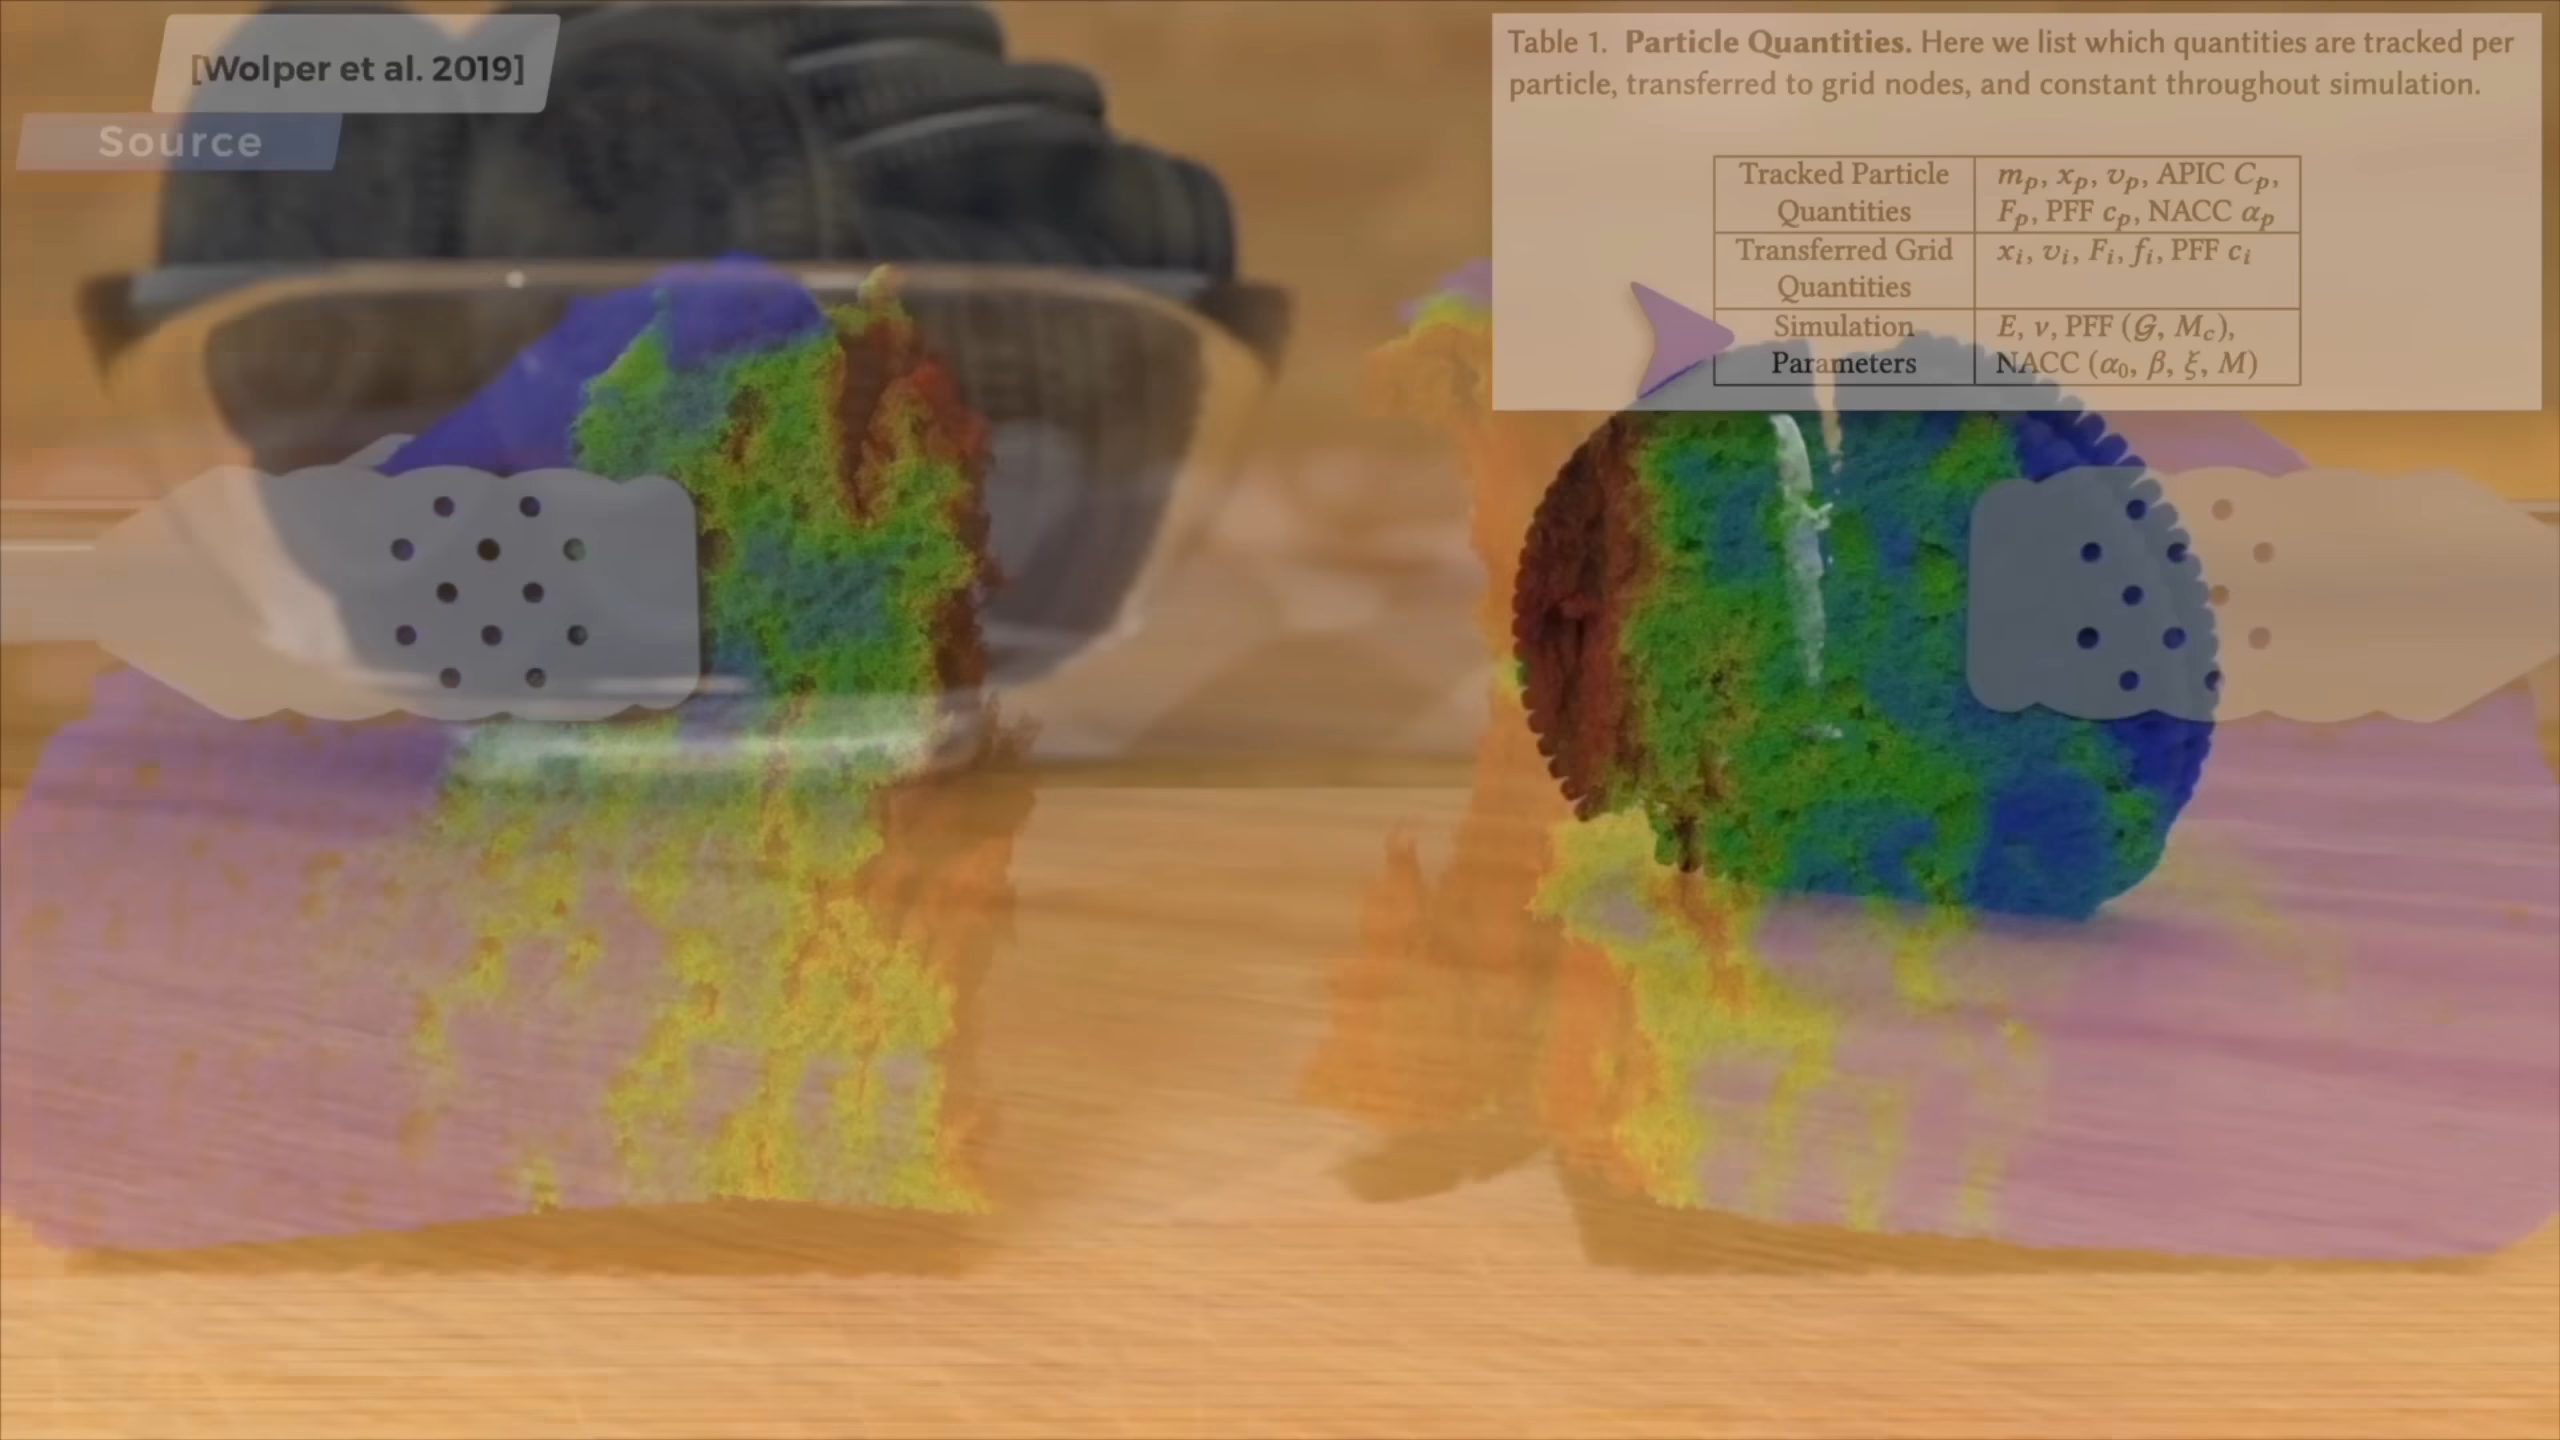 [Wolper et al. 2019]
Source
Table 1. Particle Quantities. Here we list which quantities are tracked per
particle, transferred to grid nodes, and constant throughout simulation.
Tracked Particle
Quantities
m_p, x_p, v_p, APIC C_p,
F_p, PFF c_p, NACC α_p
Transferred Grid
Quantities
x_i, v_i, F_i, f_i, PFF c_i
Simulation
Parameters
E, ν, PFF (𝒢, M_c),
NACC (α₀, β, ξ, M)